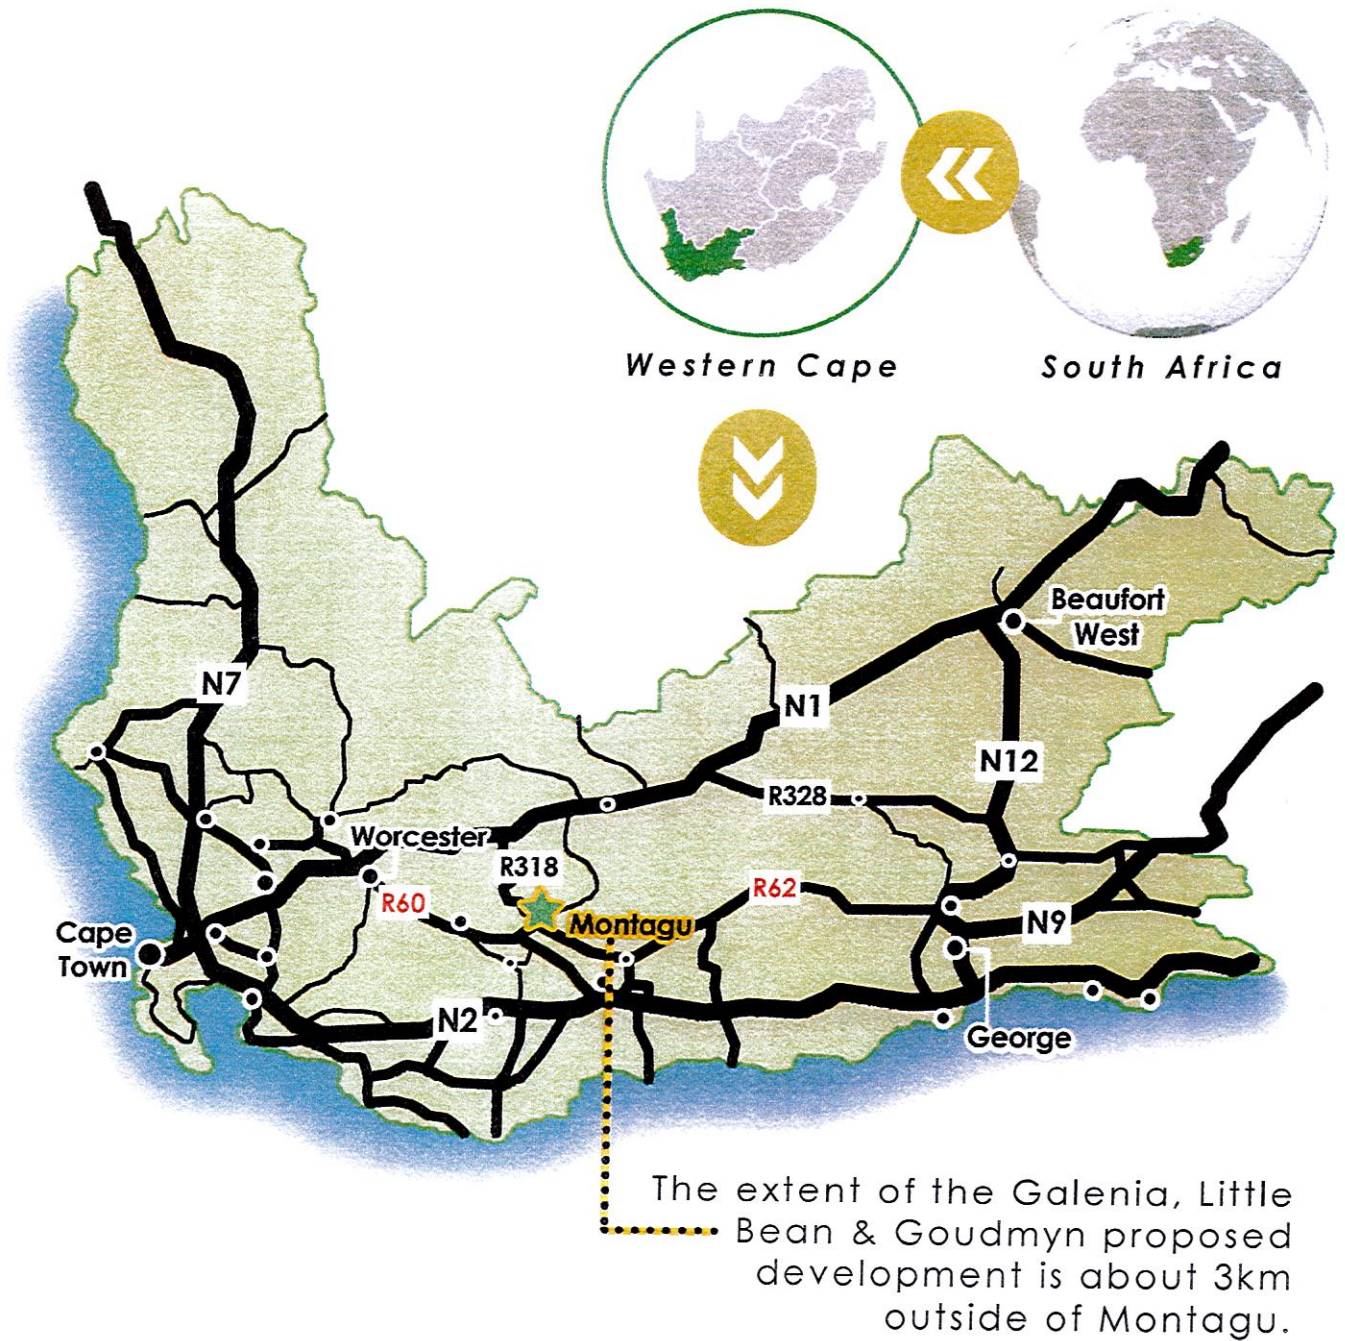 Western Cape
South Africa
Beaufort
West
N7
N1
N12
R328
Worcester
R318
R62
R60
Montagu
N9
Cape
Town
N2
George
The extent of the Galenia, Little
Bean & Goudmyn proposed
development is about 3km
outside of Montagu.